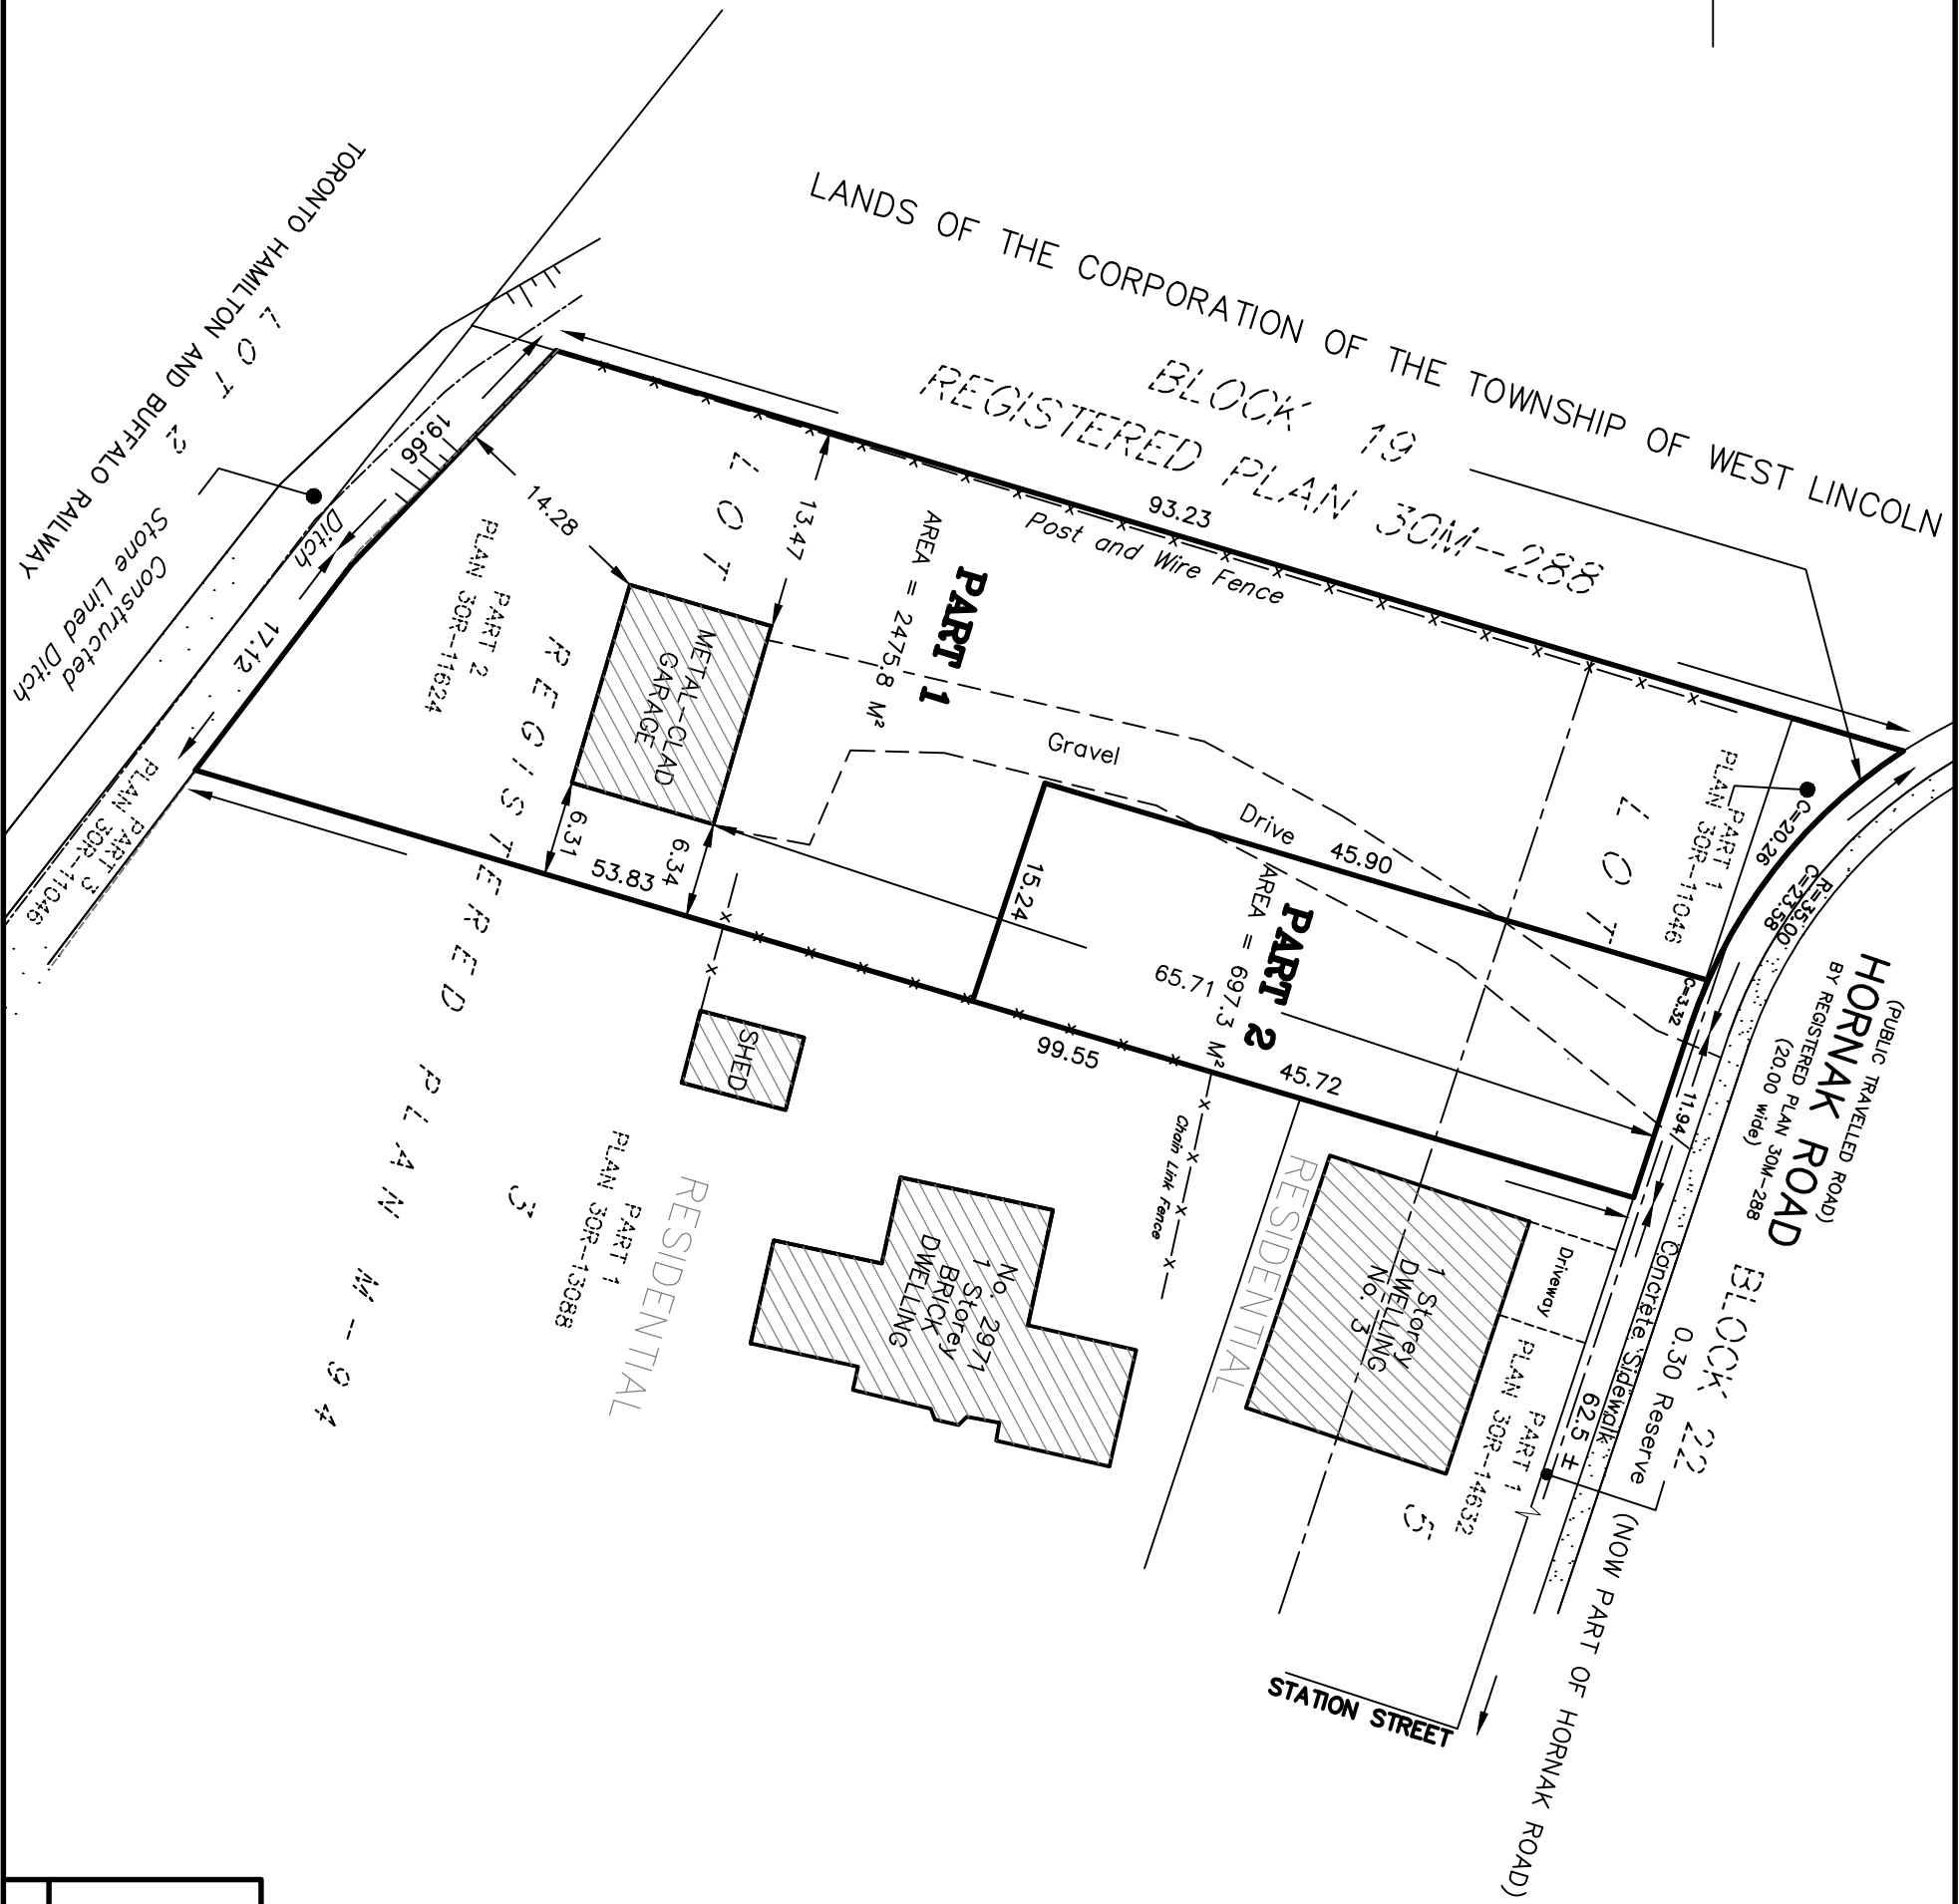 LANDS OF THE CORPORATION OF THE TOWNSHIP OF WEST LINCOLN
BLOCK 19
REGISTERED PLAN 30M-288
TORONTO HAMILTON AND BUFFALO RAILWAY
LOT 2
Constructed
Stone Lined Ditch
Ditch
19.66
17.12
14.28
13.47
93.23
Post and Wire Fence
LOT
PART 1
AREA = 2475.8 M²
PART 2
PLAN 30R-11624
METAL-CLAD
GARAGE
6.31
6.34
53.83
PART 3
PLAN 30R-11046
REGISTERED PLAN M-94
Gravel
Drive
45.90
15.24
PART 2
AREA = 697.3 M²
65.71
99.55
45.72
LOT
PART 1
PLAN 30R-11046
C=20.26
R=35.00
C=23.58
C=3.32
11.94
(PUBLIC TRAVELLED ROAD)
HORNAK ROAD
BY REGISTERED PLAN 30M-288
(20.00 wide)
BLOCK 22
0.30 Reserve
(NOW PART OF HORNAK ROAD)
Concrete Sidewalk
62.5 ±
SHED
3
PART 1
PLAN 30R-13088
RESIDENTIAL
No. 2971
1 Storey
BRICK
DWELLING
Chain Link Fence
RESIDENTIAL
1 Storey
DWELLING
No. 3
Driveway
PART 1
PLAN 30R-14632
5
STATION STREET